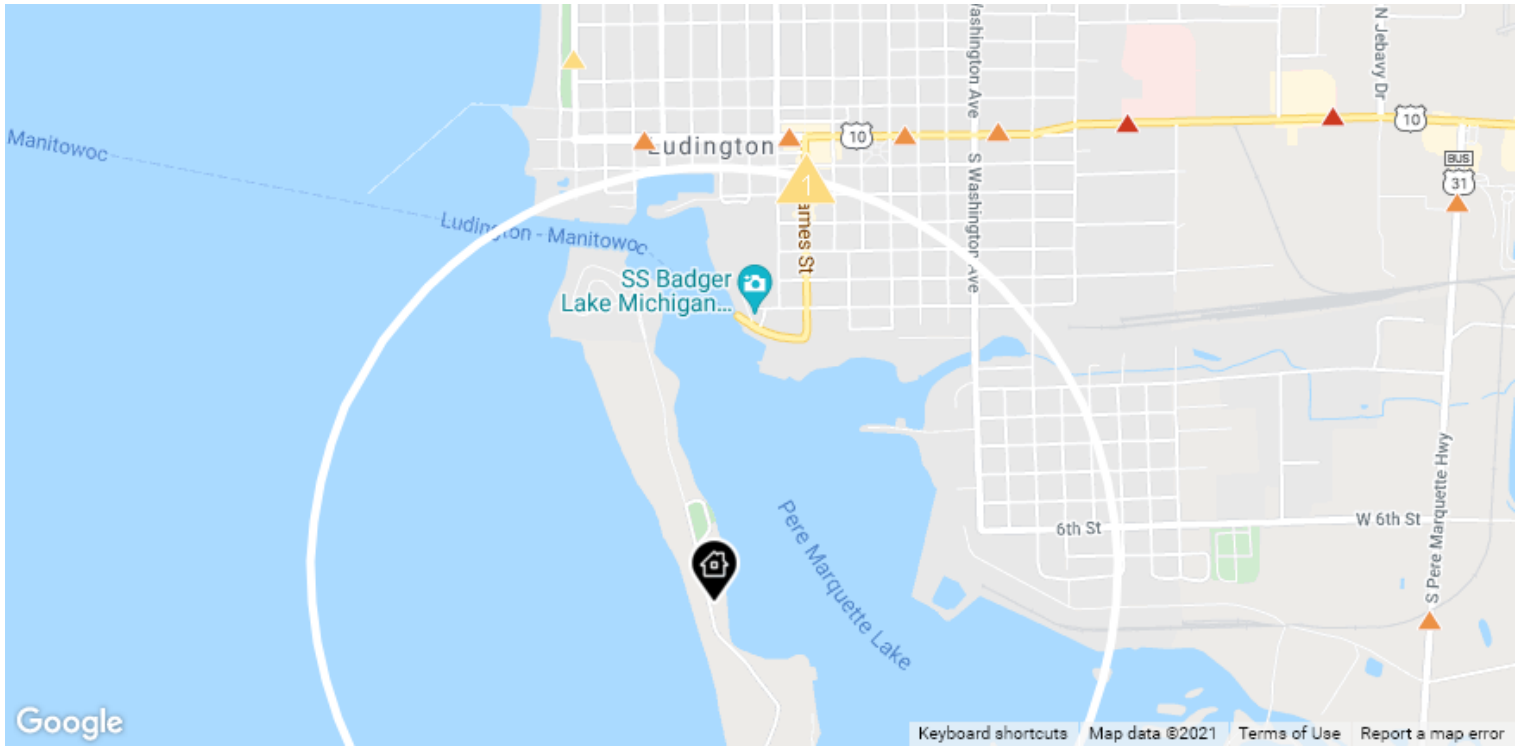 N Jebavy Dr
Washington Ave
Manitowoc
Ludington
10
10
BUS
31
1
Ludington - Manitowoc
ames St
S Washington Ave
SS Badger
Lake Michigan...
Pere Marquette Lake
6th St
W 6th St
S Pere Marquette Hwy
Google
Keyboard shortcuts
Map data ©2021
Terms of Use
Report a map error